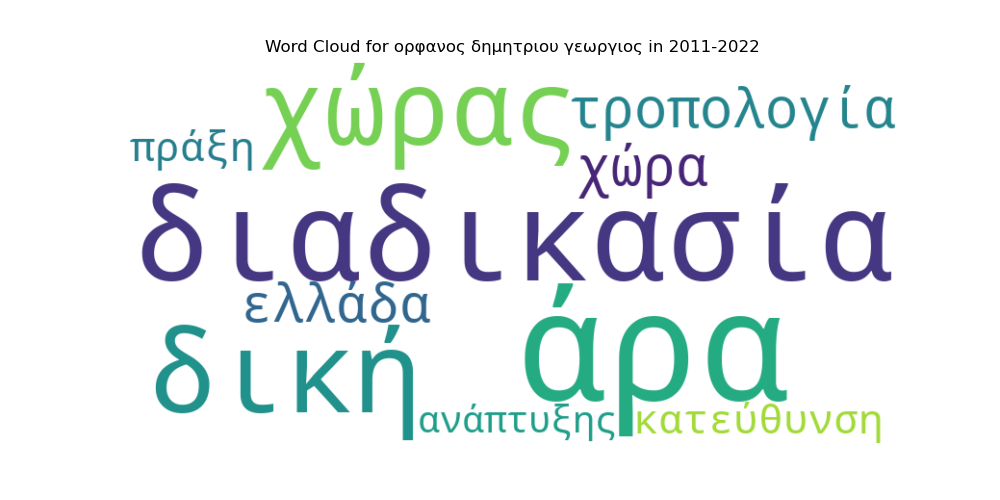 Word Cloud for ορφανος δημητριου γεωργιος in 2011-2022
χώρας τροπολογία
πράξη χώρα
διαδικασία
ελλάδα
δική άρα
ανάπτυξης κατεύθυνση